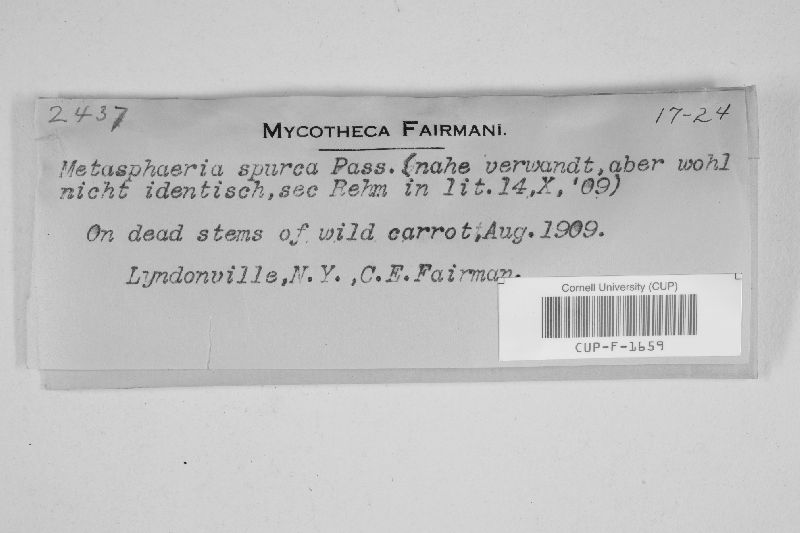 2437
17-24
MYCOTHECA FAIRMANI.
Metasphaeria spurca Pass. (nahe verwandt, aber wohl
nicht identisch, sec Rehm in lit. 14, X, '09)
On dead stems of wild carrot, Aug. 1909.
Lyndonville, N. Y. , C. E. Fairman.
Cornell University (CUP)
CUP-F-1659